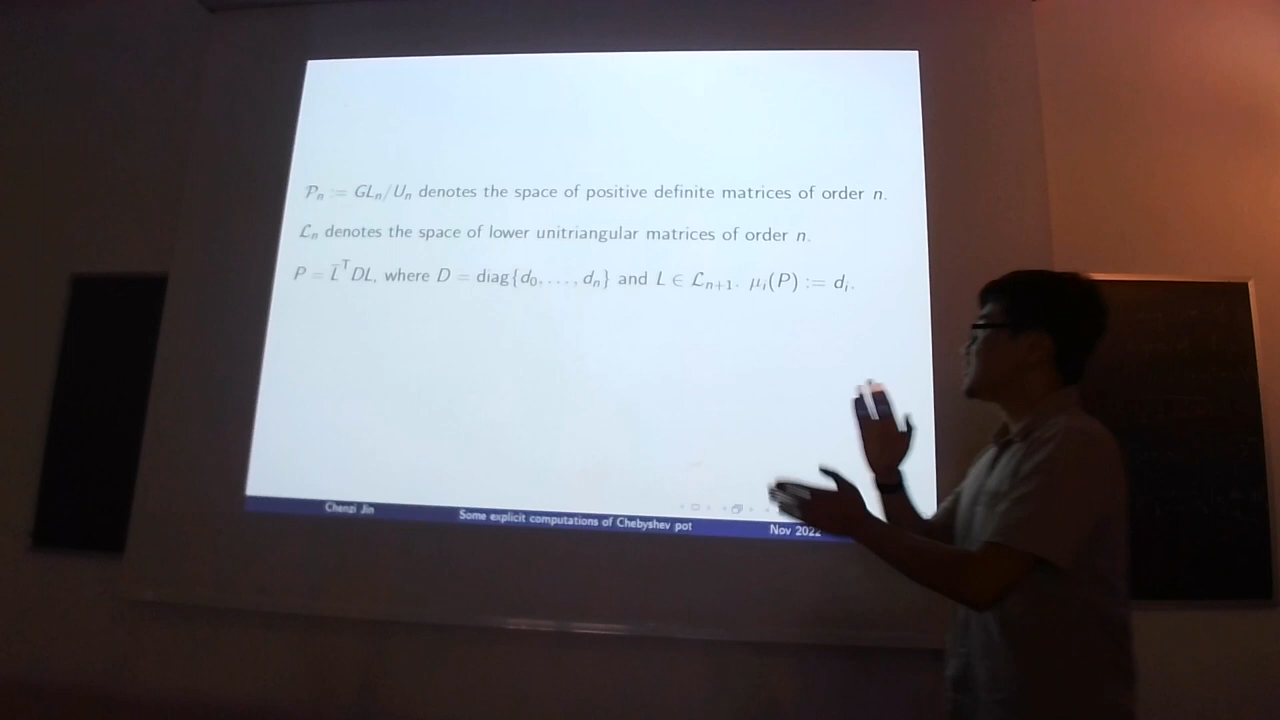 𝒫ₙ := GLₙ/Uₙ denotes the space of positive definite matrices of order n.
ℒₙ denotes the space of lower unitriangular matrices of order n.
P = L̅ᵀDL, where D = diag{d₀, . . . , dₙ} and L ∈ ℒₙ₊₁. μᵢ(P) := dᵢ.
Chenzi Jin Some explicit computations of Chebyshev pot Nov 2022